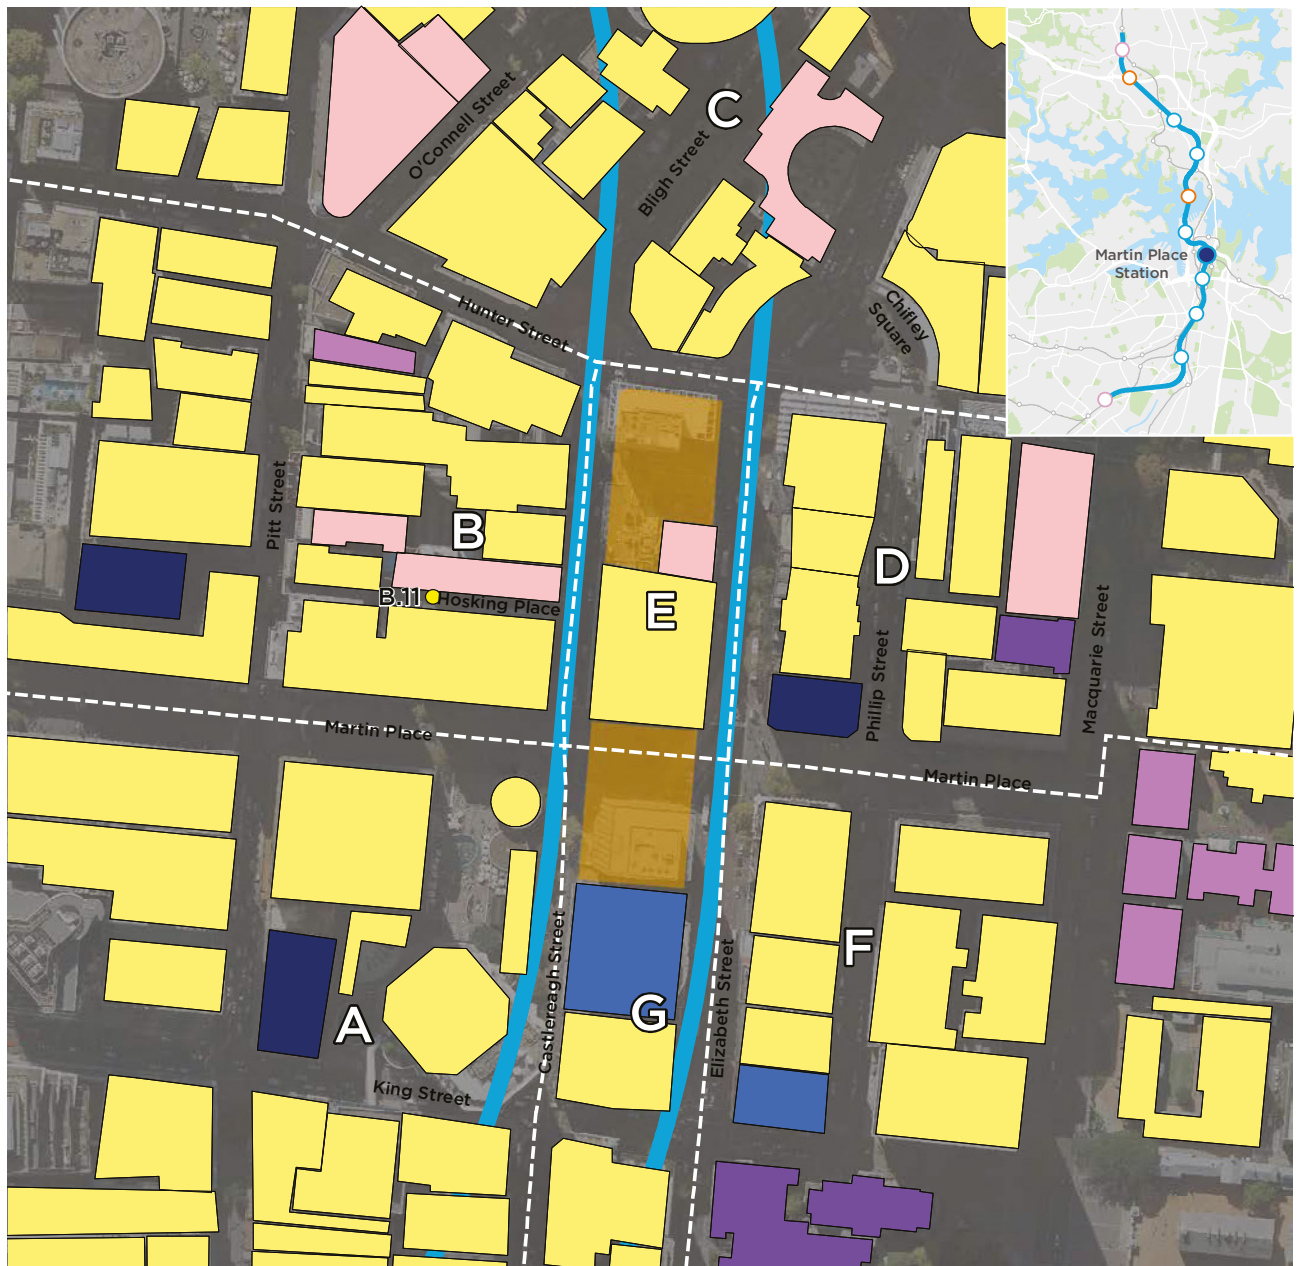 C
O'Connell Street
Bligh Street
Martin Place
Station
Chifley
Square
Hunter Street
Pitt Street
B
D
B.11
Hosking Place
E
Macquarie Street
Phillip Street
Martin Place
Martin Place
F
Castlereagh Street
Elizabeth Street
G
A
King Street